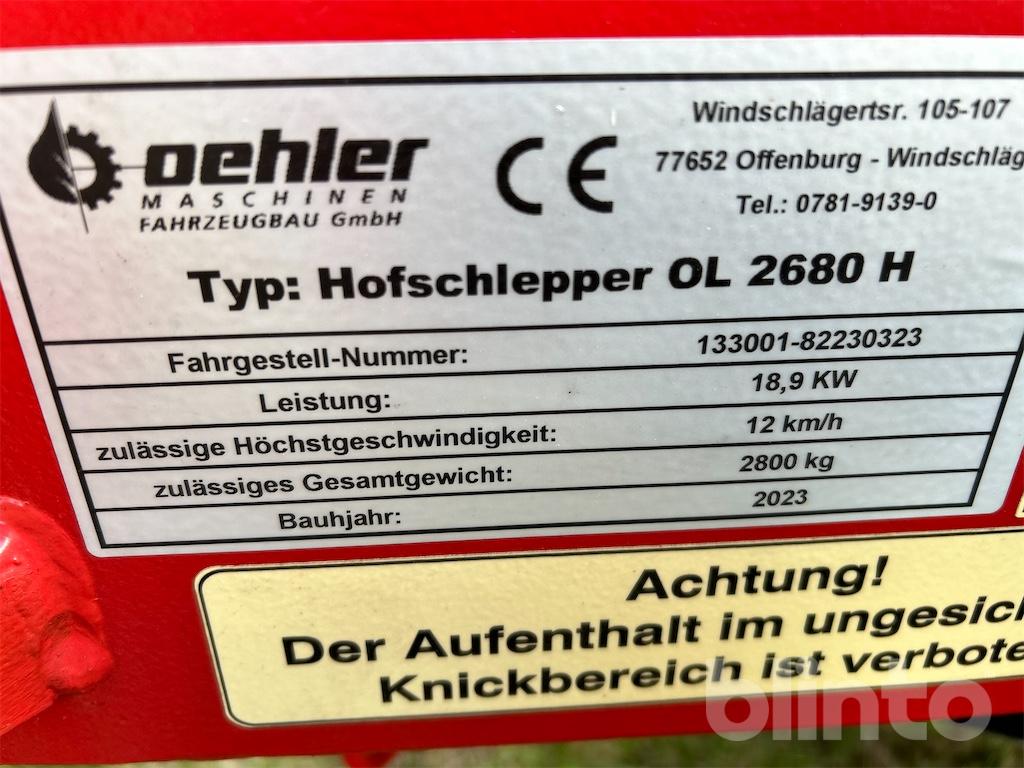 oehler
MASCHINEN
FAHRZEUGBAU GmbH
CE
Windschlägertsr. 105-107
77652 Offenburg - Windschläg
Tel.: 0781-9139-0
Typ: Hofschlepper OL 2680 H
Fahrgestell-Nummer: 133001-82230323
Leistung: 18,9 KW
zulässige Höchstgeschwindigkeit: 12 km/h
zulässiges Gesamtgewicht: 2800 kg
Bauhjahr: 2023
Achtung!
Der Aufenthalt im ungesich
Knickbereich ist verbote
blinto